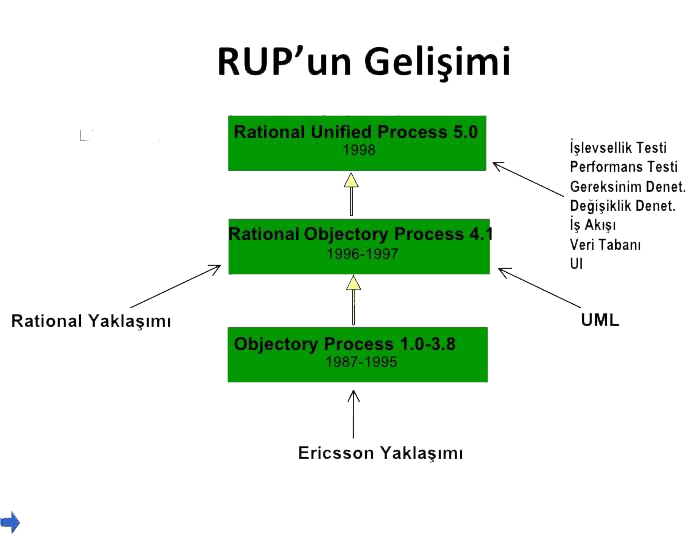 RUP’un Gelişimi
Rational Unified Process 5.0
1998
İşlevsellik Testi
Performans Testi
Gereksinim Denet.
Değişiklik Denet.
İş Akışı
Veri Tabanı
UI
Rational Objectory Process 4.1
1996-1997
Rational Yaklaşımı
UML
Objectory Process 1.0-3.8
1987-1995
Ericsson Yaklaşımı